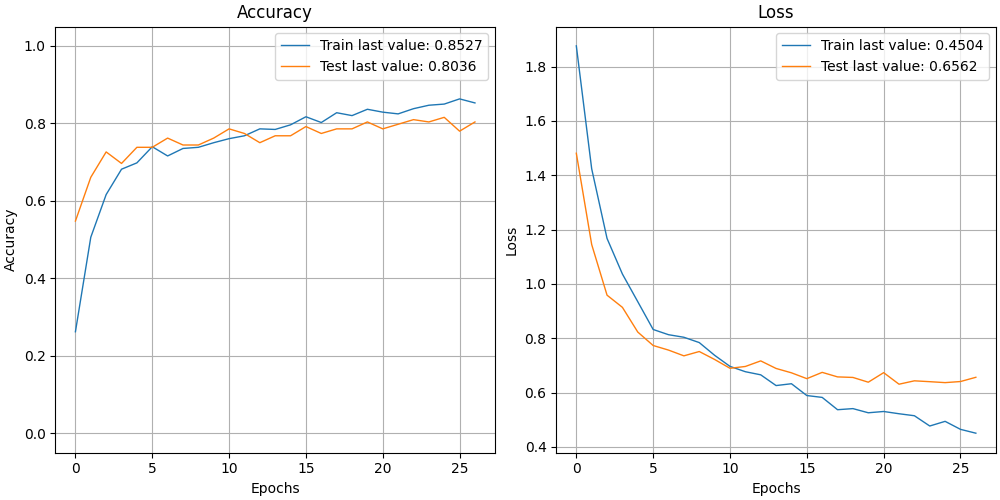 Accuracy
Train last value: 0.8527
Test last value: 0.8036
1.0
0.8
0.6
0.4
0.2
0.0
Accuracy
0
5
10
15
20
25
Epochs
Loss
Train last value: 0.4504
Test last value: 0.6562
1.8
1.6
1.4
1.2
1.0
0.8
0.6
0.4
Loss
0
5
10
15
20
25
Epochs